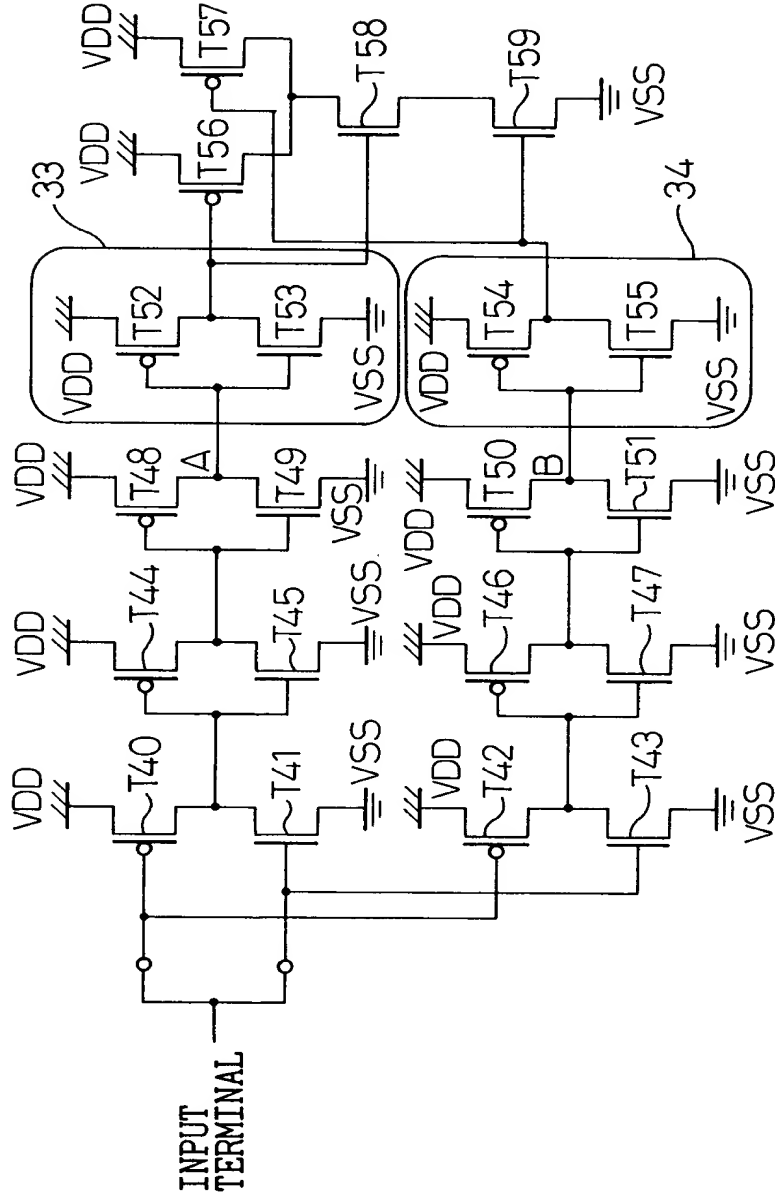 33
VDD
VDD
T56
T57
T58
T59
VSS
VDD
T52
T53
VSS
34
VDD
T54
T55
VSS
VDD
T48
A
T49
VSS
VDD
T50
B
T51
VSS
VDD
T44
T45
VSS
VDD
T46
T47
VSS
VDD
T40
T41
VSS
VDD
T42
T43
VSS
INPUT
TERMINAL